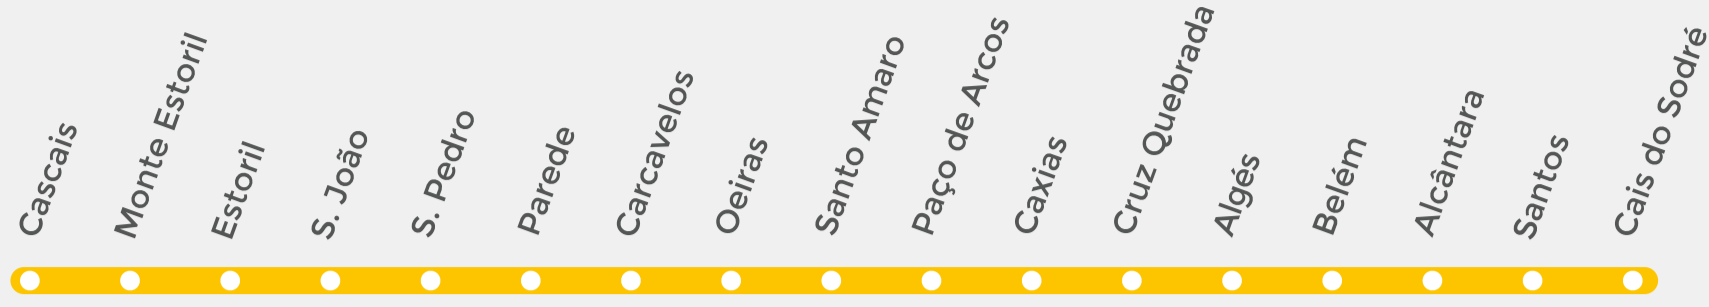 Cascais
Monte Estoril
Estoril
S. João
S. Pedro
Parede
Carcavelos
Oeiras
Santo Amaro
Paço de Arcos
Caxias
Cruz Quebrada
Algés
Belém
Alcântara
Santos
Cais do Sodré